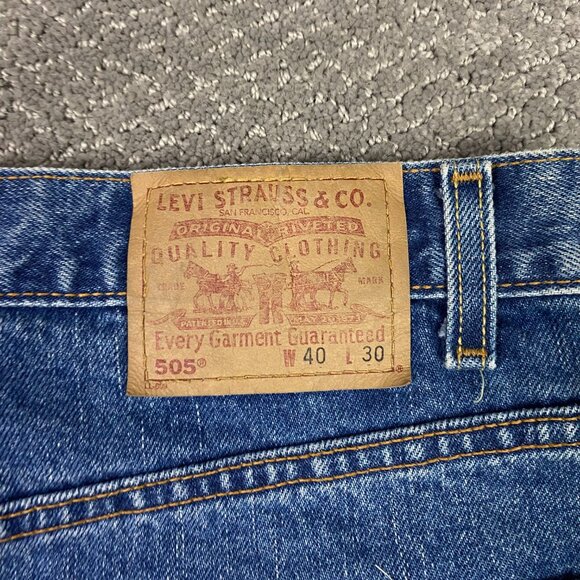 LEVI STRAUSS & CO.
SAN FRANCISCO, CAL.
ORIGINAL RIVETED
QUALITY CLOTHING
TRADE MARK
PATENTED IN U.S. MAY 20 1873
Every Garment Guaranteed
505® W 40 L 30
®